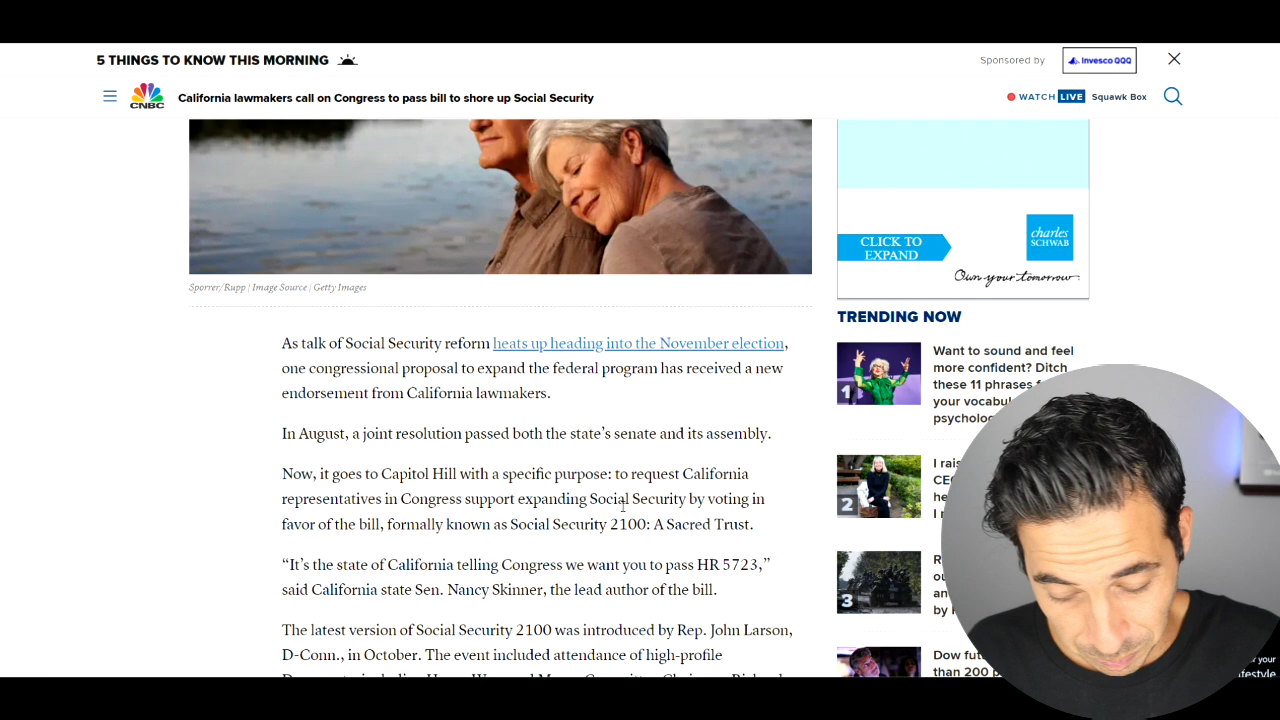 5 THINGS TO KNOW THIS MORNING
Sponsored by
Invesco QQQ
CNBC
California lawmakers call on Congress to pass bill to shore up Social Security
WATCH LIVE
Squawk Box
Sporrer/Rupp | Image Source | Getty Images
As talk of Social Security reform heats up heading into the November election,
one congressional proposal to expand the federal program has received a new
endorsement from California lawmakers.
In August, a joint resolution passed both the state's senate and its assembly.
Now, it goes to Capitol Hill with a specific purpose: to request California
representatives in Congress support expanding Social Security by voting in
favor of the bill, formally known as Social Security 2100: A Sacred Trust.
“It's the state of California telling Congress we want you to pass HR 5723,”
said California state Sen. Nancy Skinner, the lead author of the bill.
The latest version of Social Security 2100 was introduced by Rep. John Larson,
D-Conn., in October. The event included attendance of high-profile
CLICK TO
EXPAND
charles
SCHWAB
Own your tomorrow
TRENDING NOW
1
Want to sound and feel
more confident? Ditch
these 11 phrases
your
2
I
3
Dow
than 200
your